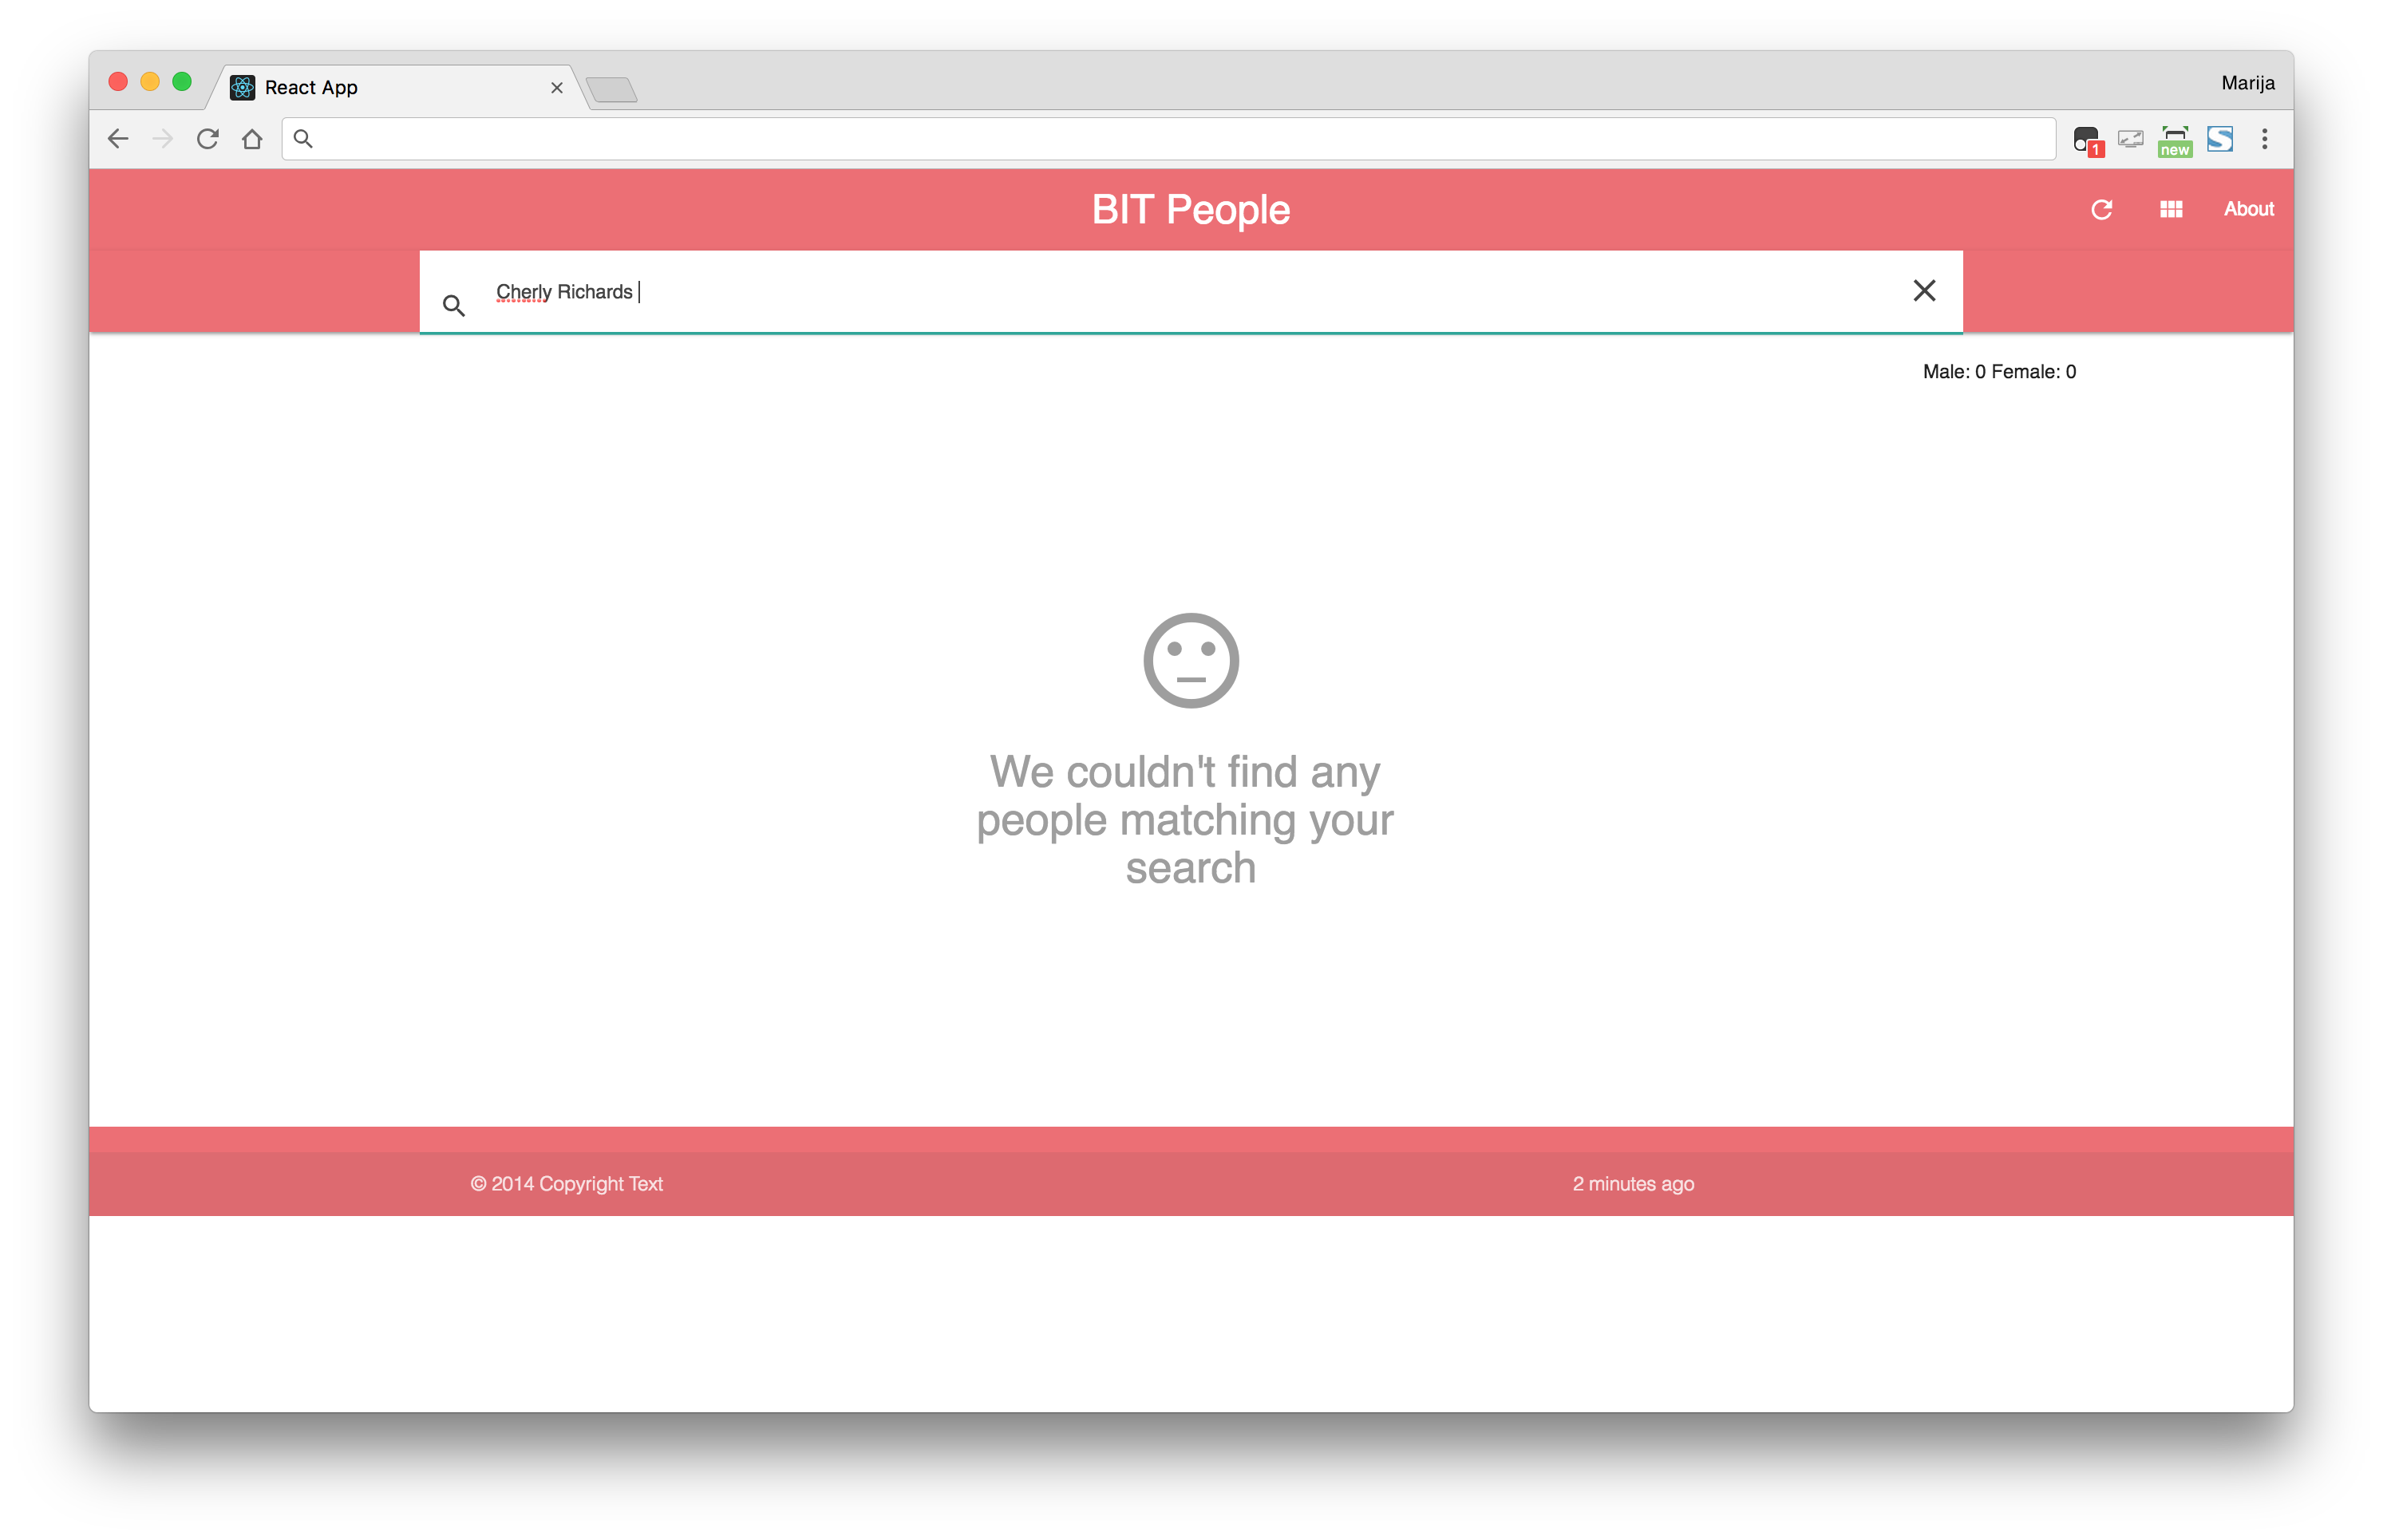 React App
Marija
1
new
BIT People
About
Cherly Richards
Male: 0 Female: 0
We couldn't find any
people matching your
search
© 2014 Copyright Text
2 minutes ago